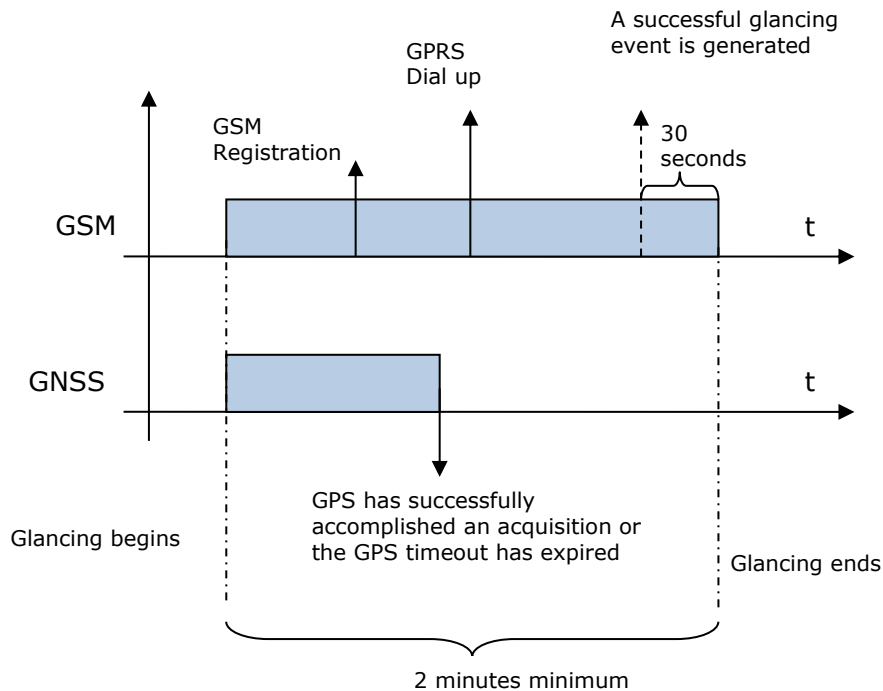 A successful glancing
event is generated
GPRS
Dial up
GSM
Registration
30
seconds
GSM
t
GNSS
t
GPS has successfully
accomplished an acquisition or
the GPS timeout has expired
Glancing begins
Glancing ends
2 minutes minimum